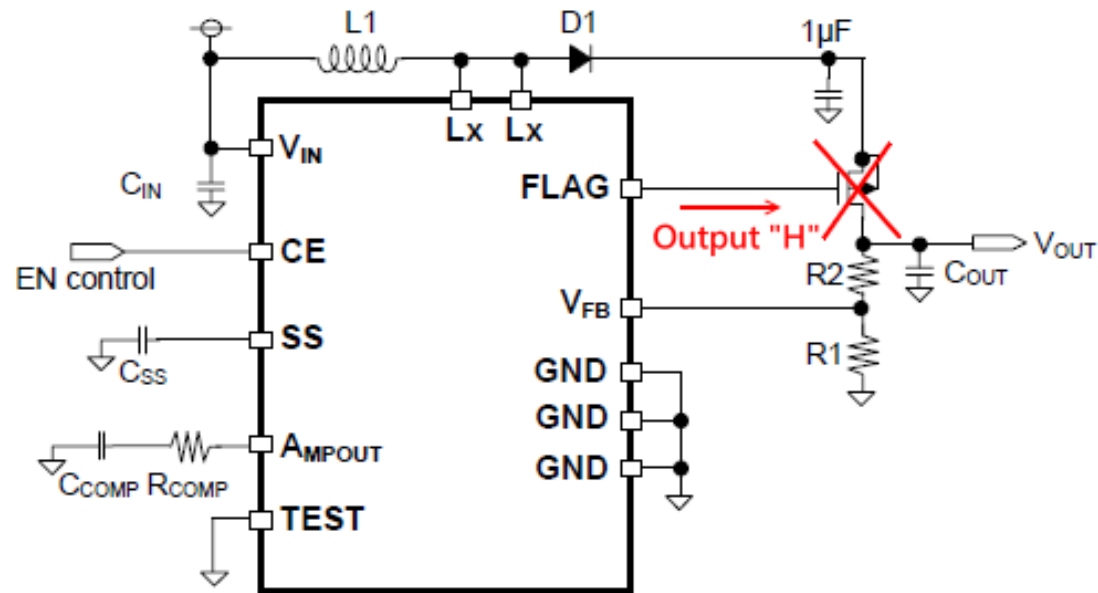 L1
D1
1µF
Lx
Lx
VIN
CIN
FLAG
Output "H"
CE
EN control
VOUT
COUT
R2
VFB
SS
CSS
R1
GND
GND
GND
AMPOUT
CCOMP
RCOMP
TEST